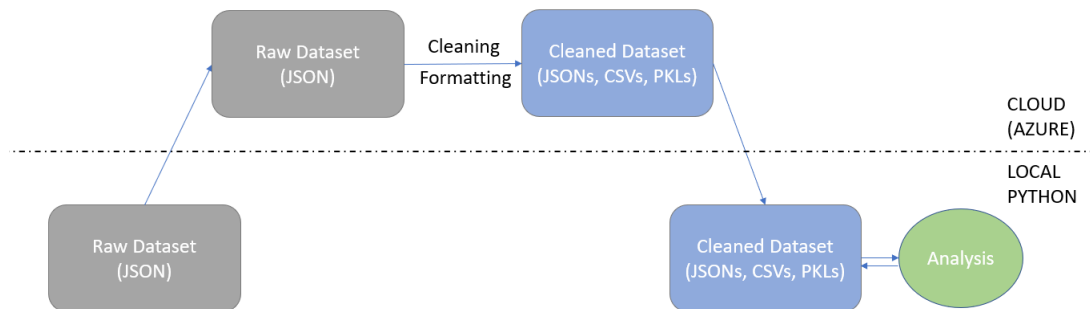 Raw Dataset
(JSON)
Cleaning
Formatting
Cleaned Dataset
(JSONs, CSVs, PKLs)
CLOUD
(AZURE)
LOCAL
PYTHON
Raw Dataset
(JSON)
Cleaned Dataset
(JSONs, CSVs, PKLs)
Analysis